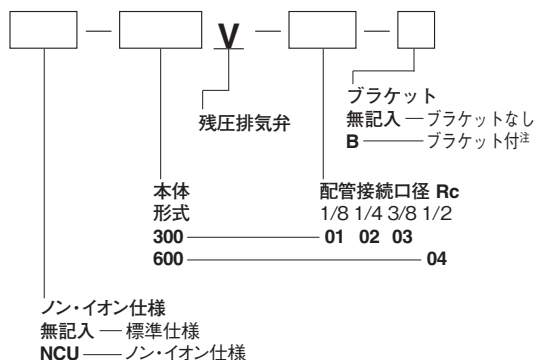 V
残圧排気弁
ブラケット
無記入 ― ブラケットなし
B ― ブラケット付注
本体
形式
配管接続口径 Rc
1/8 1/4 3/8 1/2
300 ― 01 02 03
600 ― 04
ノン・イオン仕様
無記入 ― 標準仕様
NCU ― ノン・イオン仕様